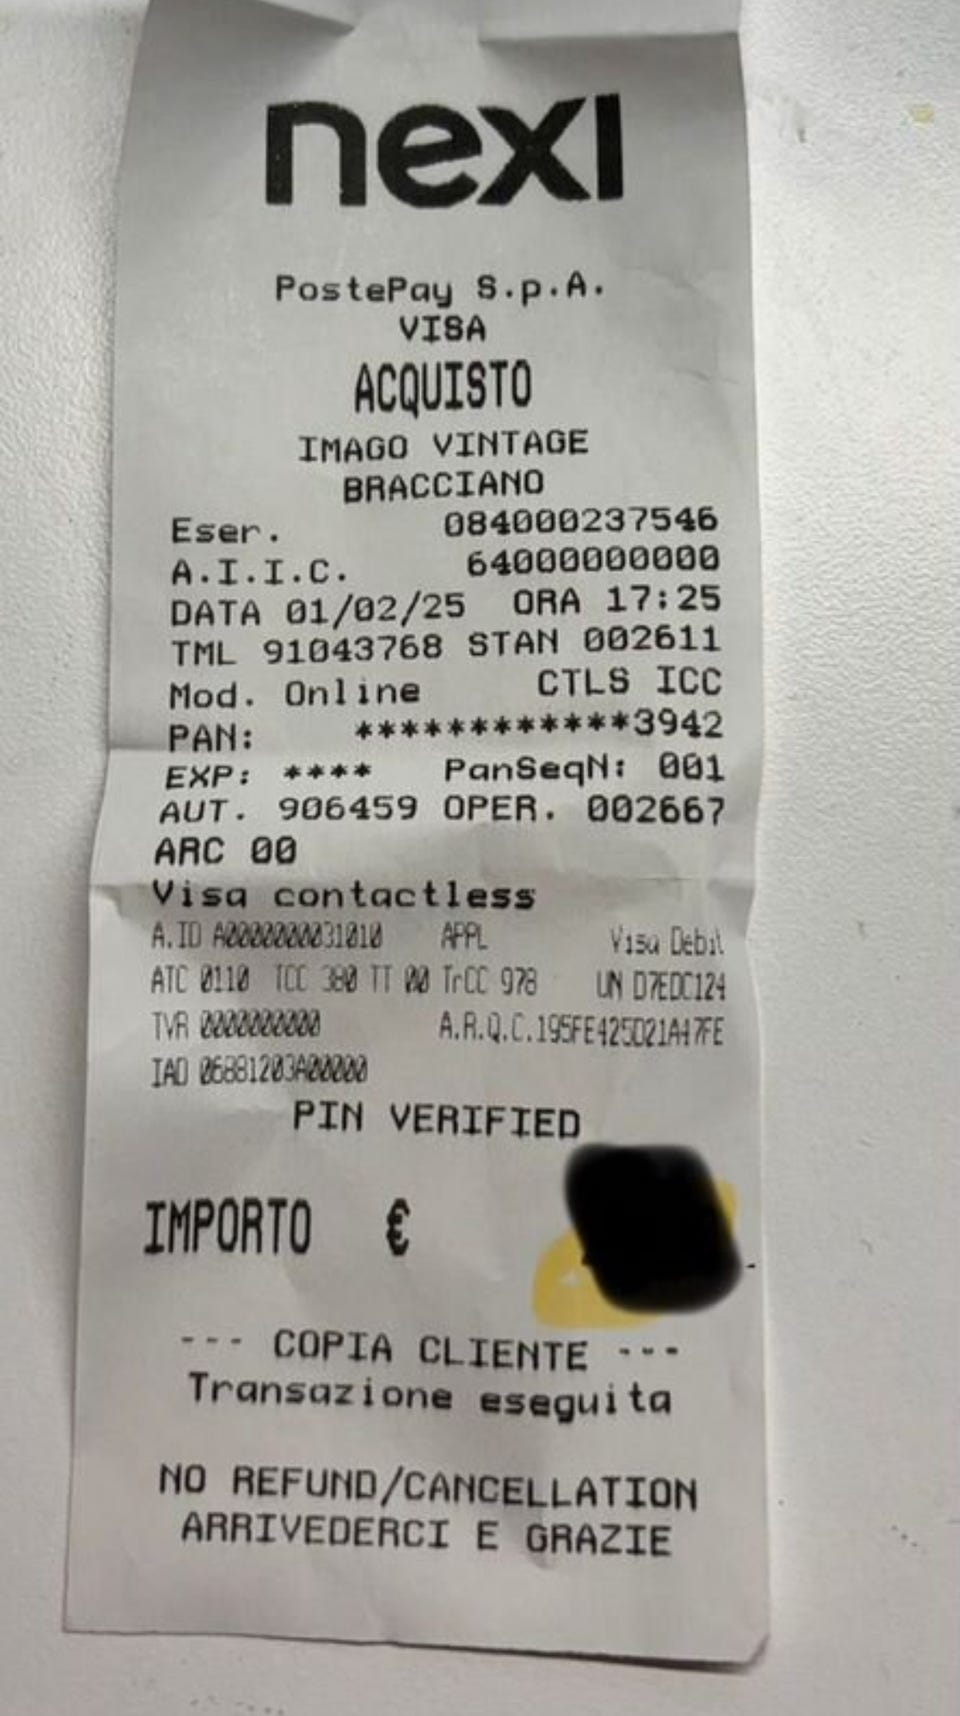 nexi
PostePay S.p.A.
VISA
ACQUISTO
IMAGO VINTAGE
BRACCIANO
Eser. 084000237546
A.I.I.C. 64000000000
DATA 01/02/25 ORA 17:25
TML 91043768 STAN 002611
Mod. Online CTLS ICC
PAN: ************3942
EXP: **** PanSeqN: 001
AUT. 906459 OPER. 002667
ARC 00
Visa contactless
A.ID A0000000031010 APPL Visa Debit
ATC 0110 TCC 380 TT 00 TrCC 978 UN D7EDC124
TVR 0000000000 A.R.Q.C.195FE425D21A47FE
IAD 06881203A00000
PIN VERIFIED
IMPORTO €
--- COPIA CLIENTE ---
Transazione eseguita
NO REFUND/CANCELLATION
ARRIVEDERCI E GRAZIE